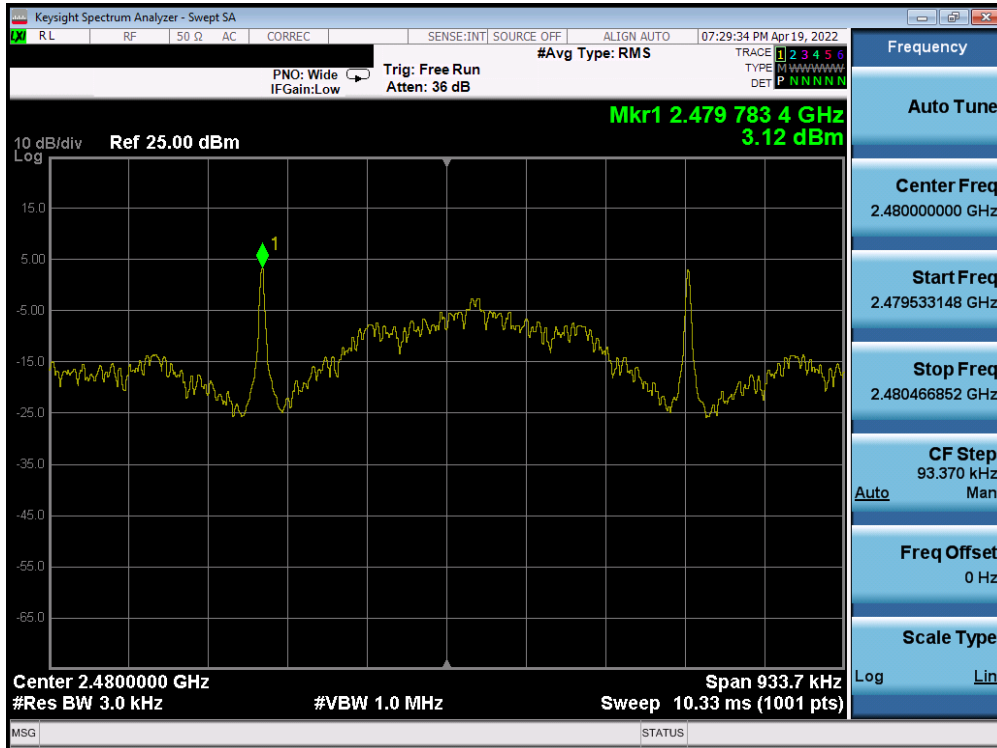 Keysight Spectrum Analyzer - Swept SA
LXI RL RF 50 Ω AC CORREC SENSE:INT SOURCE OFF ALIGN AUTO 07:29:34 PM Apr 19, 2022
#Avg Type: RMS
TRACE 1 2 3 4 5 6
PNO: Wide Trig: Free Run
TYPE M WWWWW
IFGain:Low Atten: 36 dB
DET P N N N N N
Mkr1 2.479 783 4 GHz
3.12 dBm
10 dB/div Ref 25.00 dBm
Log
1
15.0
5.00
-5.00
-15.0
-25.0
-35.0
-45.0
-55.0
-65.0
Center 2.4800000 GHz Span 933.7 kHz
#Res BW 3.0 kHz #VBW 1.0 MHz Sweep 10.33 ms (1001 pts)
MSG STATUS
Frequency
Auto Tune
Center Freq
2.480000000 GHz
Start Freq
2.479533148 GHz
Stop Freq
2.480466852 GHz
CF Step
93.370 kHz
Auto Man
Freq Offset
0 Hz
Scale Type
Log Lin